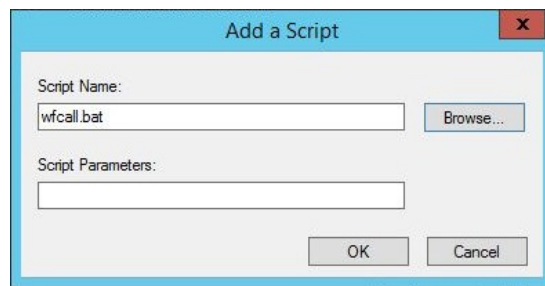 Add a Script
x
Script Name:
wfcall.bat
Browse...
Script Parameters:
OK
Cancel